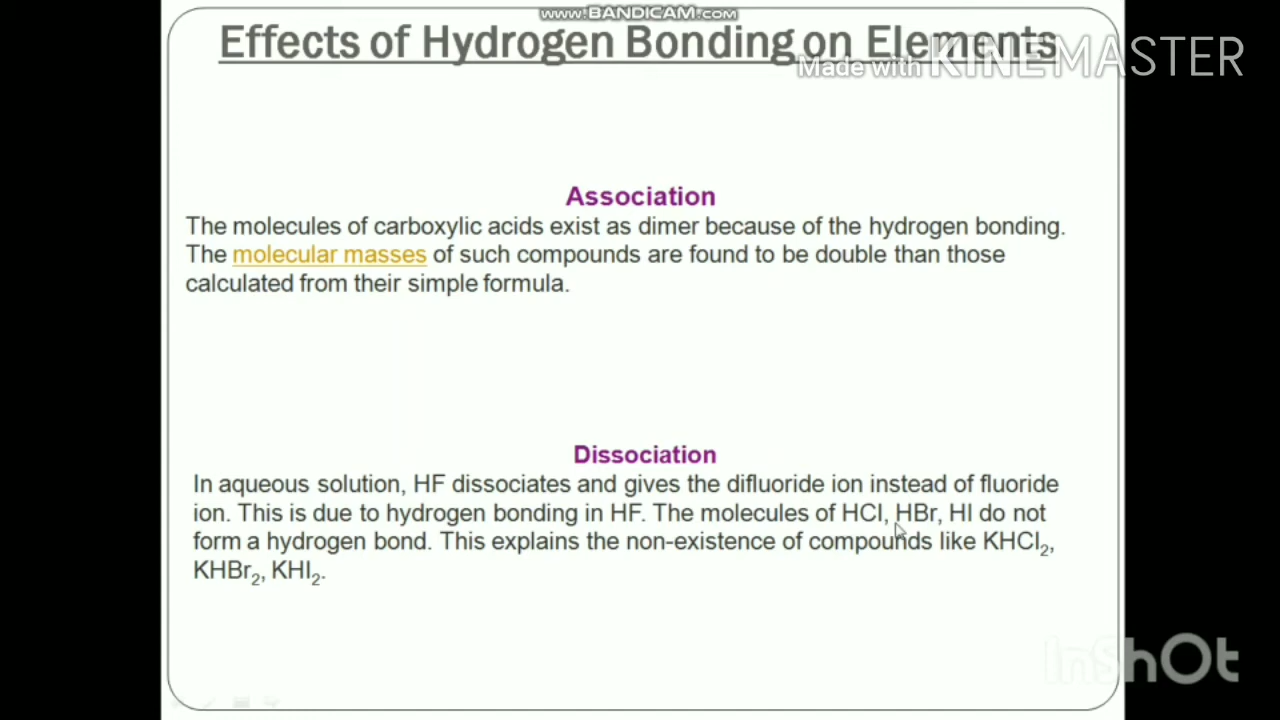 www.BANDICAM.com
Effects of Hydrogen Bonding on Elements
Made with KINEMASTER
Association
The molecules of carboxylic acids exist as dimer because of the hydrogen bonding.
The molecular masses of such compounds are found to be double than those
calculated from their simple formula.
Dissociation
In aqueous solution, HF dissociates and gives the difluoride ion instead of fluoride
ion. This is due to hydrogen bonding in HF. The molecules of HCl, HBr, HI do not
form a hydrogen bond. This explains the non-existence of compounds like KHCl₂,
KHBr₂, KHI₂.
InShOt